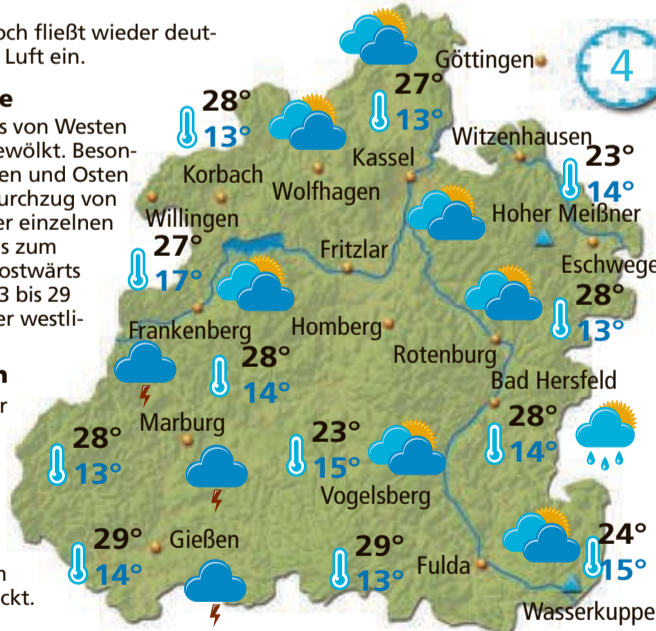 och fließt wieder deut-
Luft ein.
e
s von Westen
ewölkt. Beson-
en und Osten
urchzug von
er einzelnen
s zum
ostwärts
3 bis 29
er westli-
n
r
n
ckt.
4
Göttingen
27°
13°
28°
13°
Kassel
Witzenhausen
23°
14°
Korbach
Wolfhagen
Willingen
Hoher Meißner
27°
17°
Fritzlar
Eschwege
28°
13°
Frankenberg
Homberg
Rotenburg
28°
14°
Bad Hersfeld
28°
14°
Marburg
28°
13°
23°
15°
Vogelsberg
29°
14°
Gießen
29°
13°
Fulda
24°
15°
Wasserkuppe